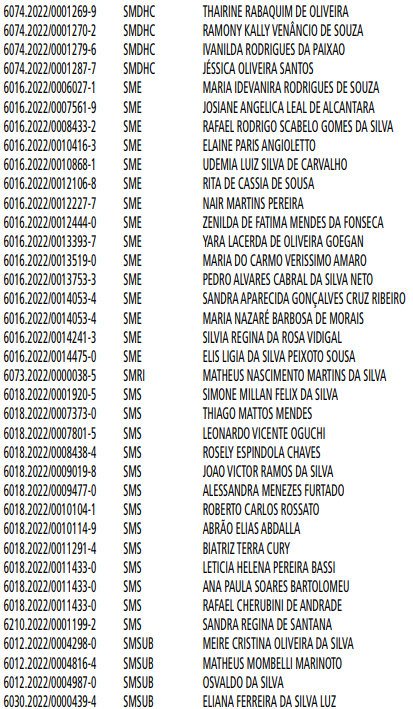 6074.2022/0001269-9 SMDHC THAIRINE RABAQUIM DE OLIVEIRA
6074.2022/0001270-2 SMDHC RAMONY KALLY VENÂNCIO DE SOUZA
6074.2022/0001279-6 SMDHC IVANILDA RODRIGUES DA PAIXAO
6074.2022/0001287-7 SMDHC JÉSSICA OLIVEIRA SANTOS
6016.2022/0006027-1 SME MARIA IDEVANIRA RODRIGUES DE SOUZA
6016.2022/0007561-9 SME JOSIANE ANGELICA LEAL DE ALCANTARA
6016.2022/0008433-2 SME RAFAEL RODRIGO SCABELO GOMES DA SILVA
6016.2022/0010416-3 SME ELAINE PARIS ANGIOLETTO
6016.2022/0010868-1 SME UDEMIA LUIZ SILVA DE CARVALHO
6016.2022/0012106-8 SME RITA DE CASSIA DE SOUSA
6016.2022/0012227-7 SME NAIR MARTINS PEREIRA
6016.2022/0012444-0 SME ZENILDA DE FATIMA MENDES DA FONSECA
6016.2022/0013393-7 SME YARA LACERDA DE OLIVEIRA GOEGAN
6016.2022/0013519-0 SME MARIA DO CARMO VERISSIMO AMARO
6016.2022/0013753-3 SME PEDRO ALVARES CABRAL DA SILVA NETO
6016.2022/0014053-4 SME SANDRA APARECIDA GONÇALVES CRUZ RIBEIRO
6016.2022/0014053-4 SME MARIA NAZARÉ BARBOSA DE MORAIS
6016.2022/0014241-3 SME SILVIA REGINA DA ROSA VIDIGAL
6016.2022/0014475-0 SME ELIS LIGIA DA SILVA PEIXOTO SOUSA
6073.2022/0000038-5 SMRI MATHEUS NASCIMENTO MARTINS DA SILVA
6018.2022/0001920-5 SMS SIMONE MILLAN FELIX DA SILVA
6018.2022/0007373-0 SMS THIAGO MATTOS MENDES
6018.2022/0007801-5 SMS LEONARDO VICENTE OGUCHI
6018.2022/0008438-4 SMS ROSELY ESPINDOLA CHAVES
6018.2022/0009019-8 SMS JOAO VICTOR RAMOS DA SILVA
6018.2022/0009477-0 SMS ALESSANDRA MENEZES FURTADO
6018.2022/0010104-1 SMS ROBERTO CARLOS ROSSATO
6018.2022/0010114-9 SMS ABRÃO ELIAS ABDALLA
6018.2022/0011291-4 SMS BIATRIZ TERRA CURY
6018.2022/0011433-0 SMS LETICIA HELENA PEREIRA BASSI
6018.2022/0011433-0 SMS ANA PAULA SOARES BARTOLOMEU
6018.2022/0011433-0 SMS RAFAEL CHERUBINI DE ANDRADE
6210.2022/0001199-2 SMS SANDRA REGINA DE SANTANA
6012.2022/0004298-0 SMSUB MEIRE CRISTINA OLIVEIRA DA SILVA
6012.2022/0004816-4 SMSUB MATHEUS MOMBELLI MARINOTO
6012.2022/0004987-0 SMSUB OSVALDO DA SILVA
6030.2022/0000439-4 SMSUB ELIANA FERREIRA DA SILVA LUZ